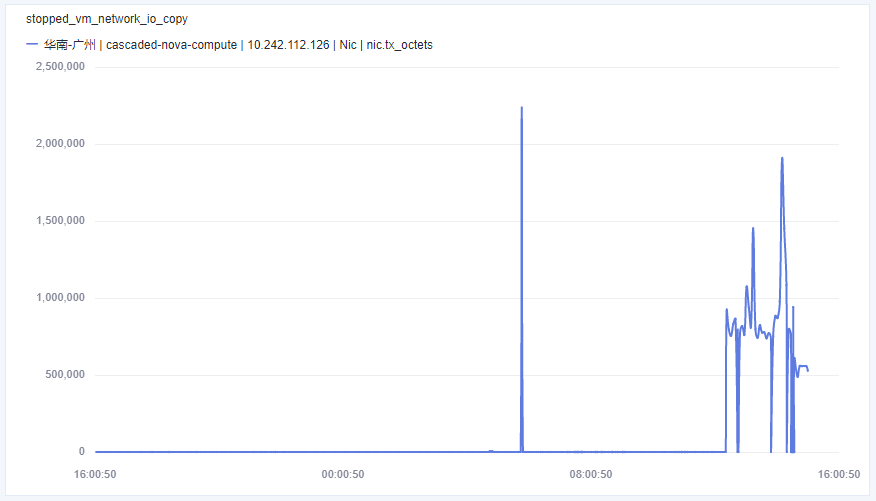 stopped_vm_network_io_copy
华南-广州 | cascaded-nova-compute | 10.242.112.126 | Nic | nic.tx_octets
2,500,000
2,000,000
1,500,000
1,000,000
500,000
0
16:00:50 00:00:50 08:00:50 16:00:50